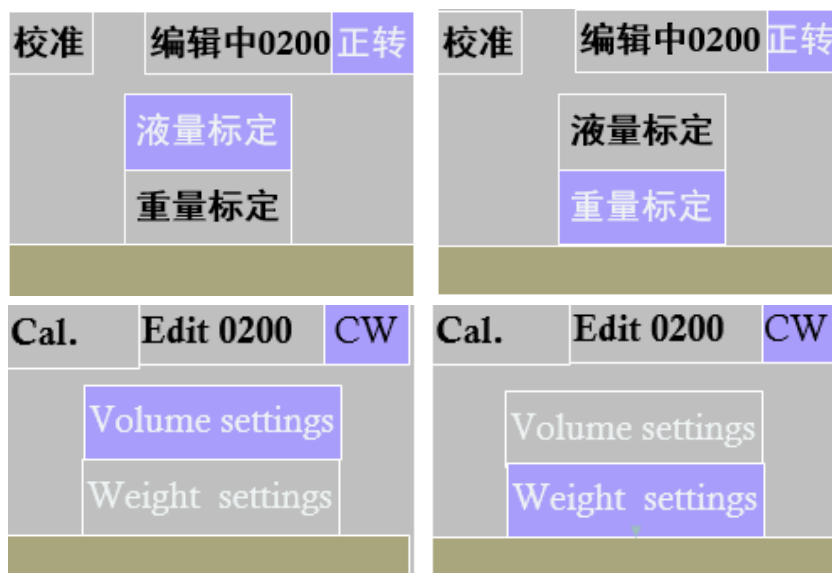 校准 编辑中0200 正转
液量标定
重量标定
校准 编辑中0200 正转
液量标定
重量标定
Cal. Edit 0200 CW
Volume settings
Weight settings
Cal. Edit 0200 CW
Volume settings
Weight settings